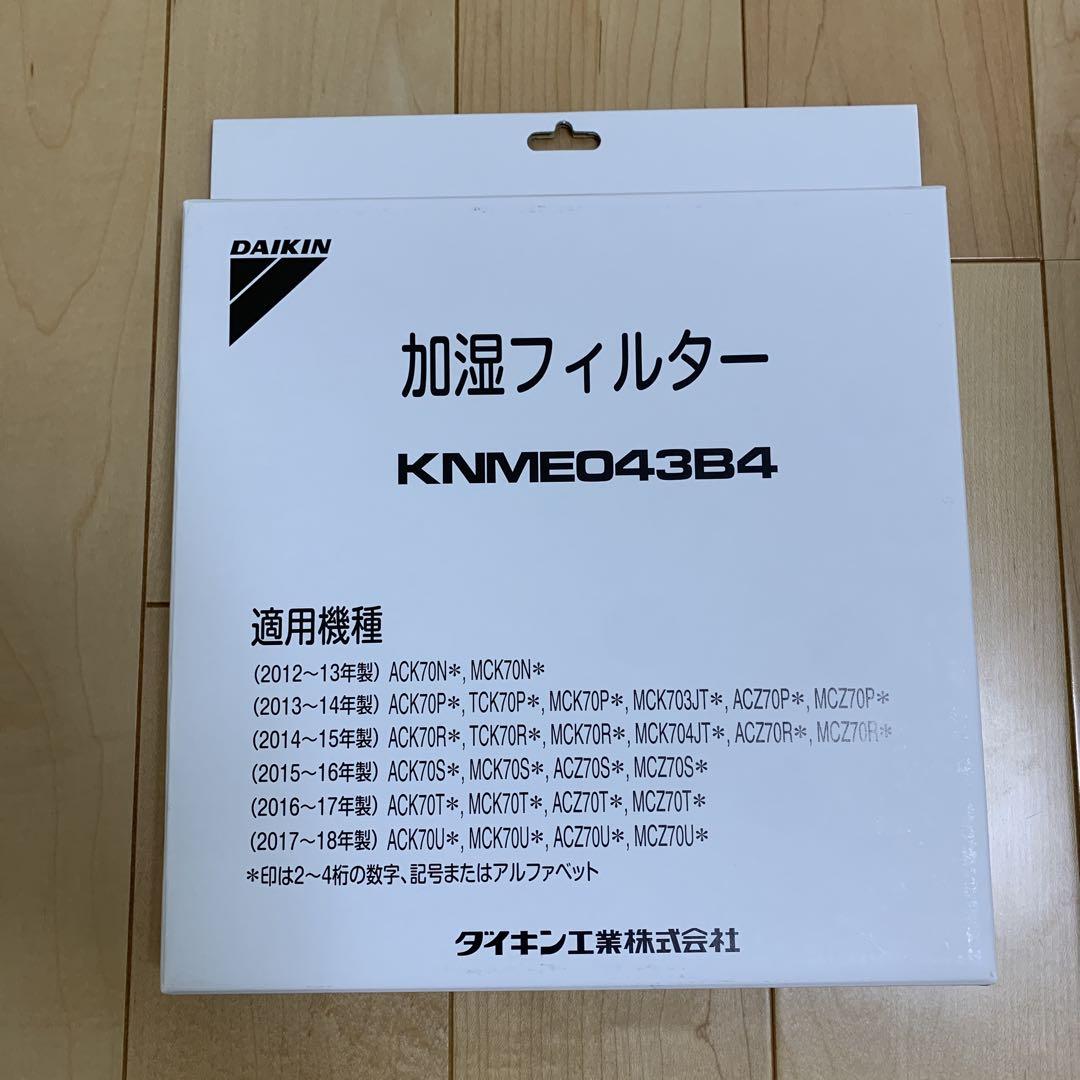 DAIKIN
加湿フィルター
KNME043B4
適用機種
(2012〜13年製) ACK70N*, MCK70N*
(2013〜14年製) ACK70P*, TCK70P*, MCK70P*, MCK703JT*, ACZ70P*, MCZ70P*
(2014〜15年製) ACK70R*, TCK70R*, MCK70R*, MCK704JT*, ACZ70R*, MCZ70R*
(2015〜16年製) ACK70S*, MCK70S*, ACZ70S*, MCZ70S*
(2016〜17年製) ACK70T*, MCK70T*, ACZ70T*, MCZ70T*
(2017〜18年製) ACK70U*, MCK70U*, ACZ70U*, MCZ70U*
*印は2〜4桁の数字、記号またはアルファベット
ダイキン工業株式会社